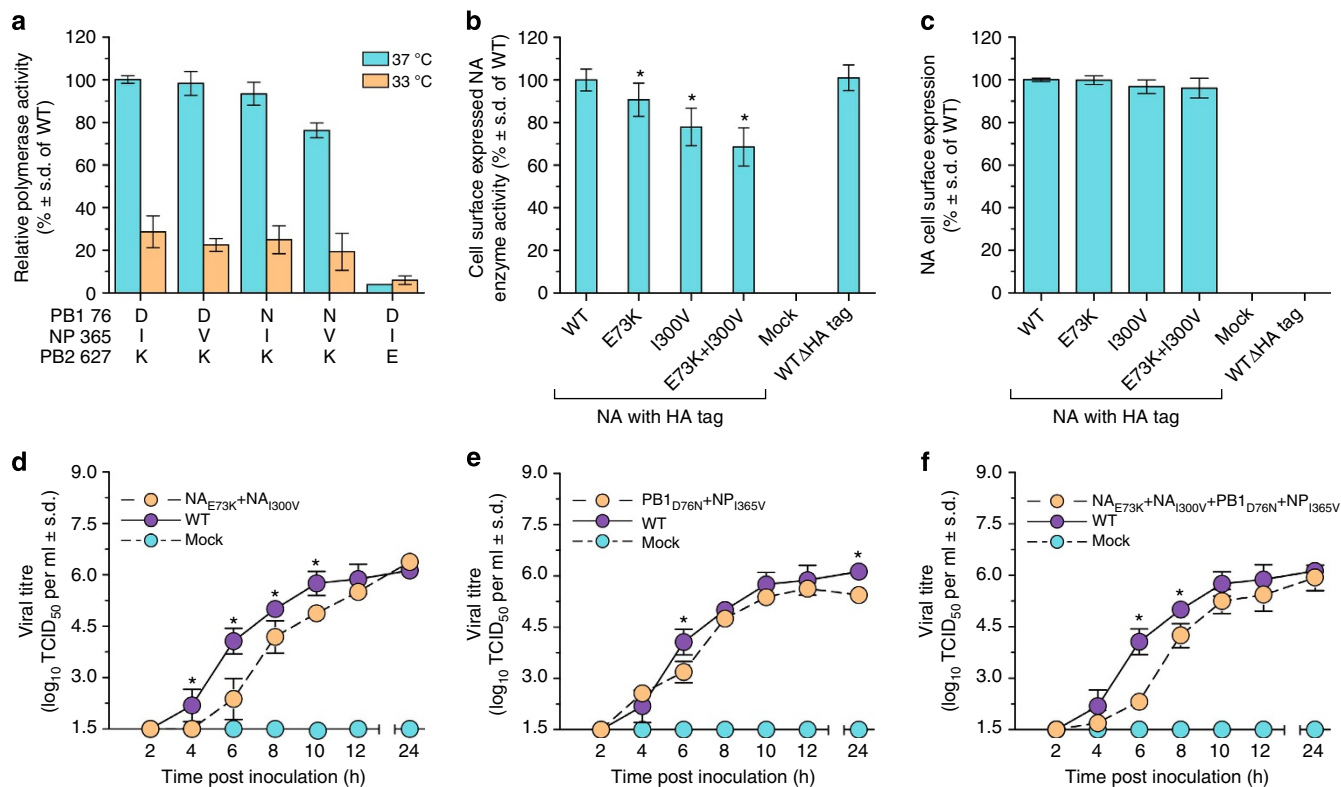 a
Relative polymerase activity
(% ± s.d. of WT)
120
100
80
60
40
20
0
37 °C
33 °C
PB1 76 D D N N D
NP 365 I V I V I
PB2 627 K K K K E
b
Cell surface expressed NA
enzyme activity (% ± s.d. of WT)
120
100
80
60
40
20
0
* * *
WT
E73K
I300V
E73K+I300V
Mock
WTΔHA tag
NA with HA tag
c
NA cell surface expression
(% ± s.d. of WT)
120
100
80
60
40
20
0
WT
E73K
I300V
E73K+I300V
Mock
WTΔHA tag
NA with HA tag
d
Viral titre
(log10 TCID50 per ml ± s.d.)
9.0
7.5
6.0
4.5
3.0
1.5
NAE73K+NAI300V
WT
Mock
* * * *
2 4 6 8 10 12 24
Time post inoculation (h)
e
Viral titre
(log10 TCID50 per ml ± s.d.)
9.0
7.5
6.0
4.5
3.0
1.5
PB1D76N+NPI365V
WT
Mock
* *
2 4 6 8 10 12 24
Time post inoculation (h)
f
Viral titre
(log10 TCID50 per ml ± s.d.)
9.0
7.5
6.0
4.5
3.0
1.5
NAE73K+NAI300V+PB1D76N+NPI365V
WT
Mock
* *
2 4 6 8 10 12 24
Time post inoculation (h)